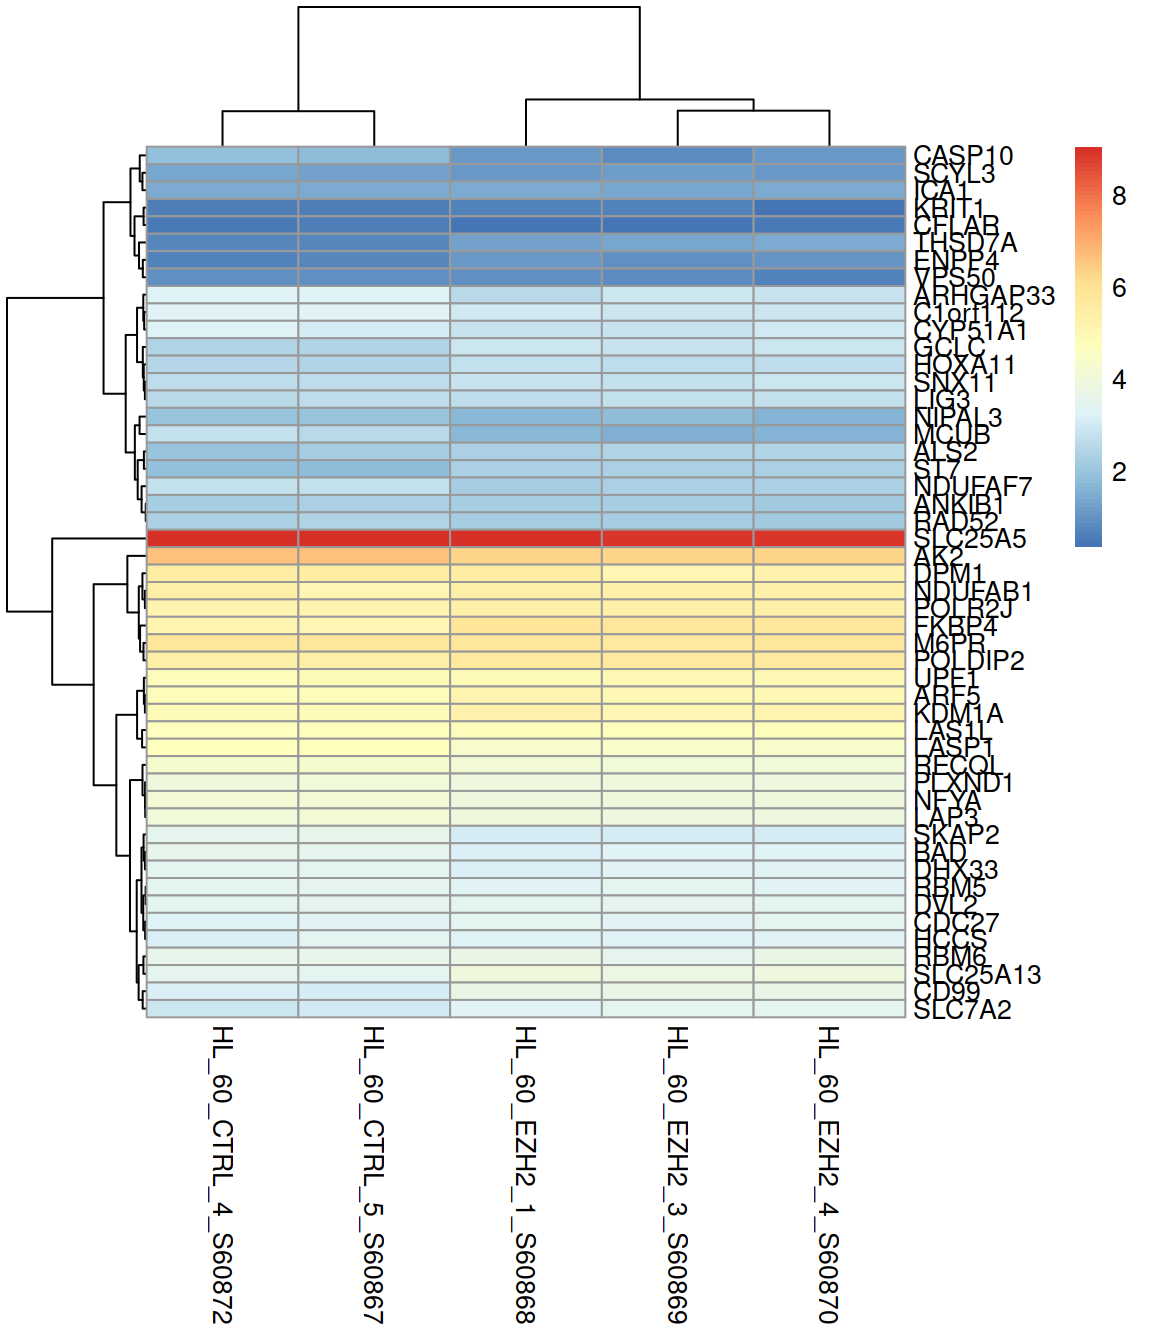 CASP10
SCYL3
ICA1
KRIT1
CFLAR
THSD7A
ENPP4
VPS50
ARHGAP33
C1orf112
CYP51A1
GCLC
HOXA11
SNX11
LIG3
NIPAL3
MCUB
ALS2
ST7
NDUFAF7
ANKIB1
RAD52
SLC25A5
AK2
DPM1
NDUFAB1
POLR2J
FKBP4
M6PR
POLDIP2
UPF1
ARF5
KDM1A
LAS1L
LASP1
RECQL
PLXND1
NFYA
LAP3
SKAP2
BAD
DHX33
RBM5
DVL2
CDC27
HCCS
RBM6
SLC25A13
CD99
SLC7A2
8
6
4
2
HL_60_CTRL_4_S60872
HL_60_CTRL_5_S60867
HL_60_EZH2_1_S60868
HL_60_EZH2_3_S60869
HL_60_EZH2_4_S60870